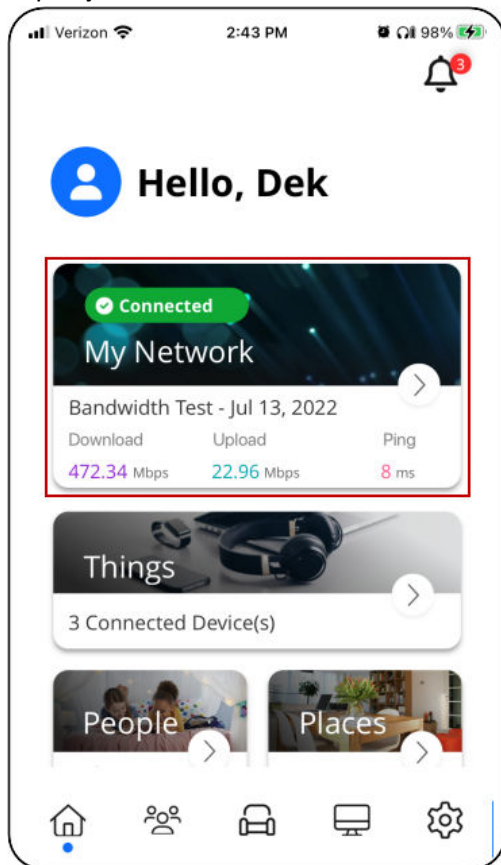 Verizon 2:43 PM 98%
3
Hello, Dek
Connected
My Network
Bandwidth Test - Jul 13, 2022
Download Upload Ping
472.34 Mbps 22.96 Mbps 8 ms
Things
3 Connected Device(s)
People Places